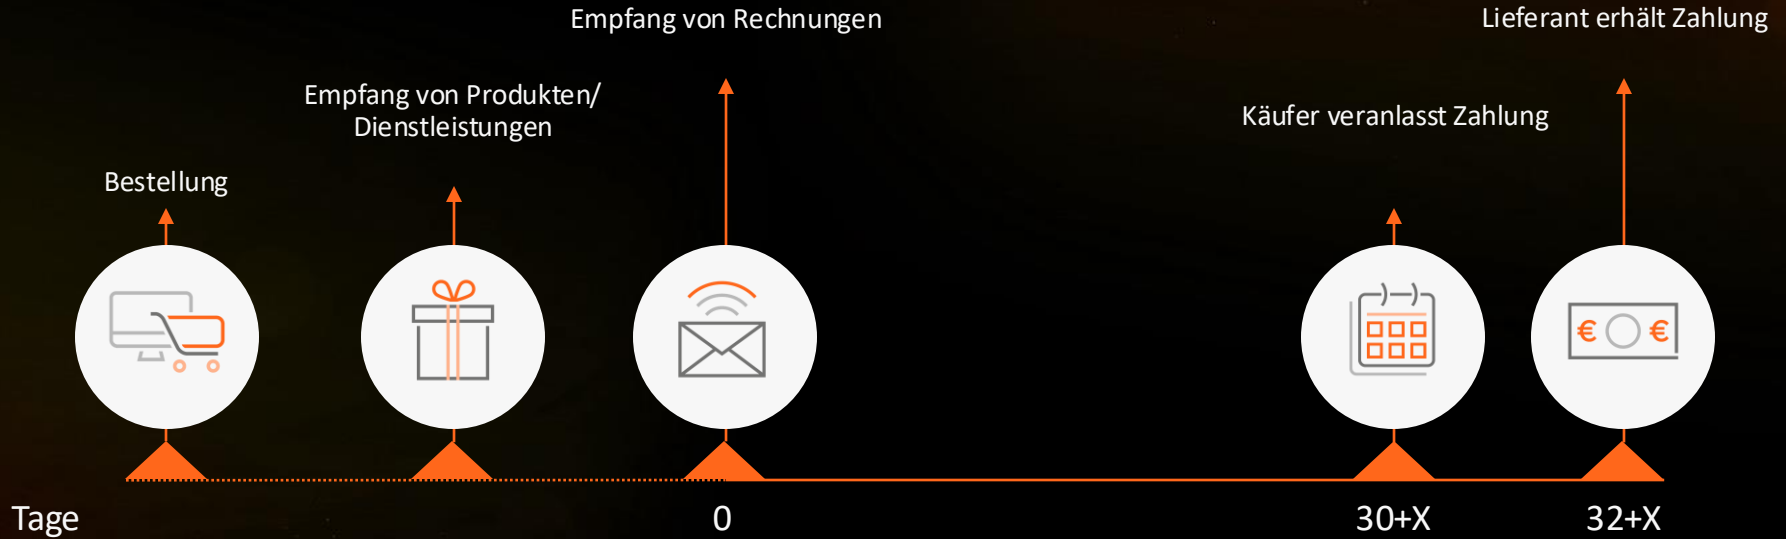 Empfang von Rechnungen
Lieferant erhält Zahlung
Empfang von Produkten/
Dienstleistungen
Käufer veranlasst Zahlung
Bestellung
€ €
Tage 0 30+X 32+X